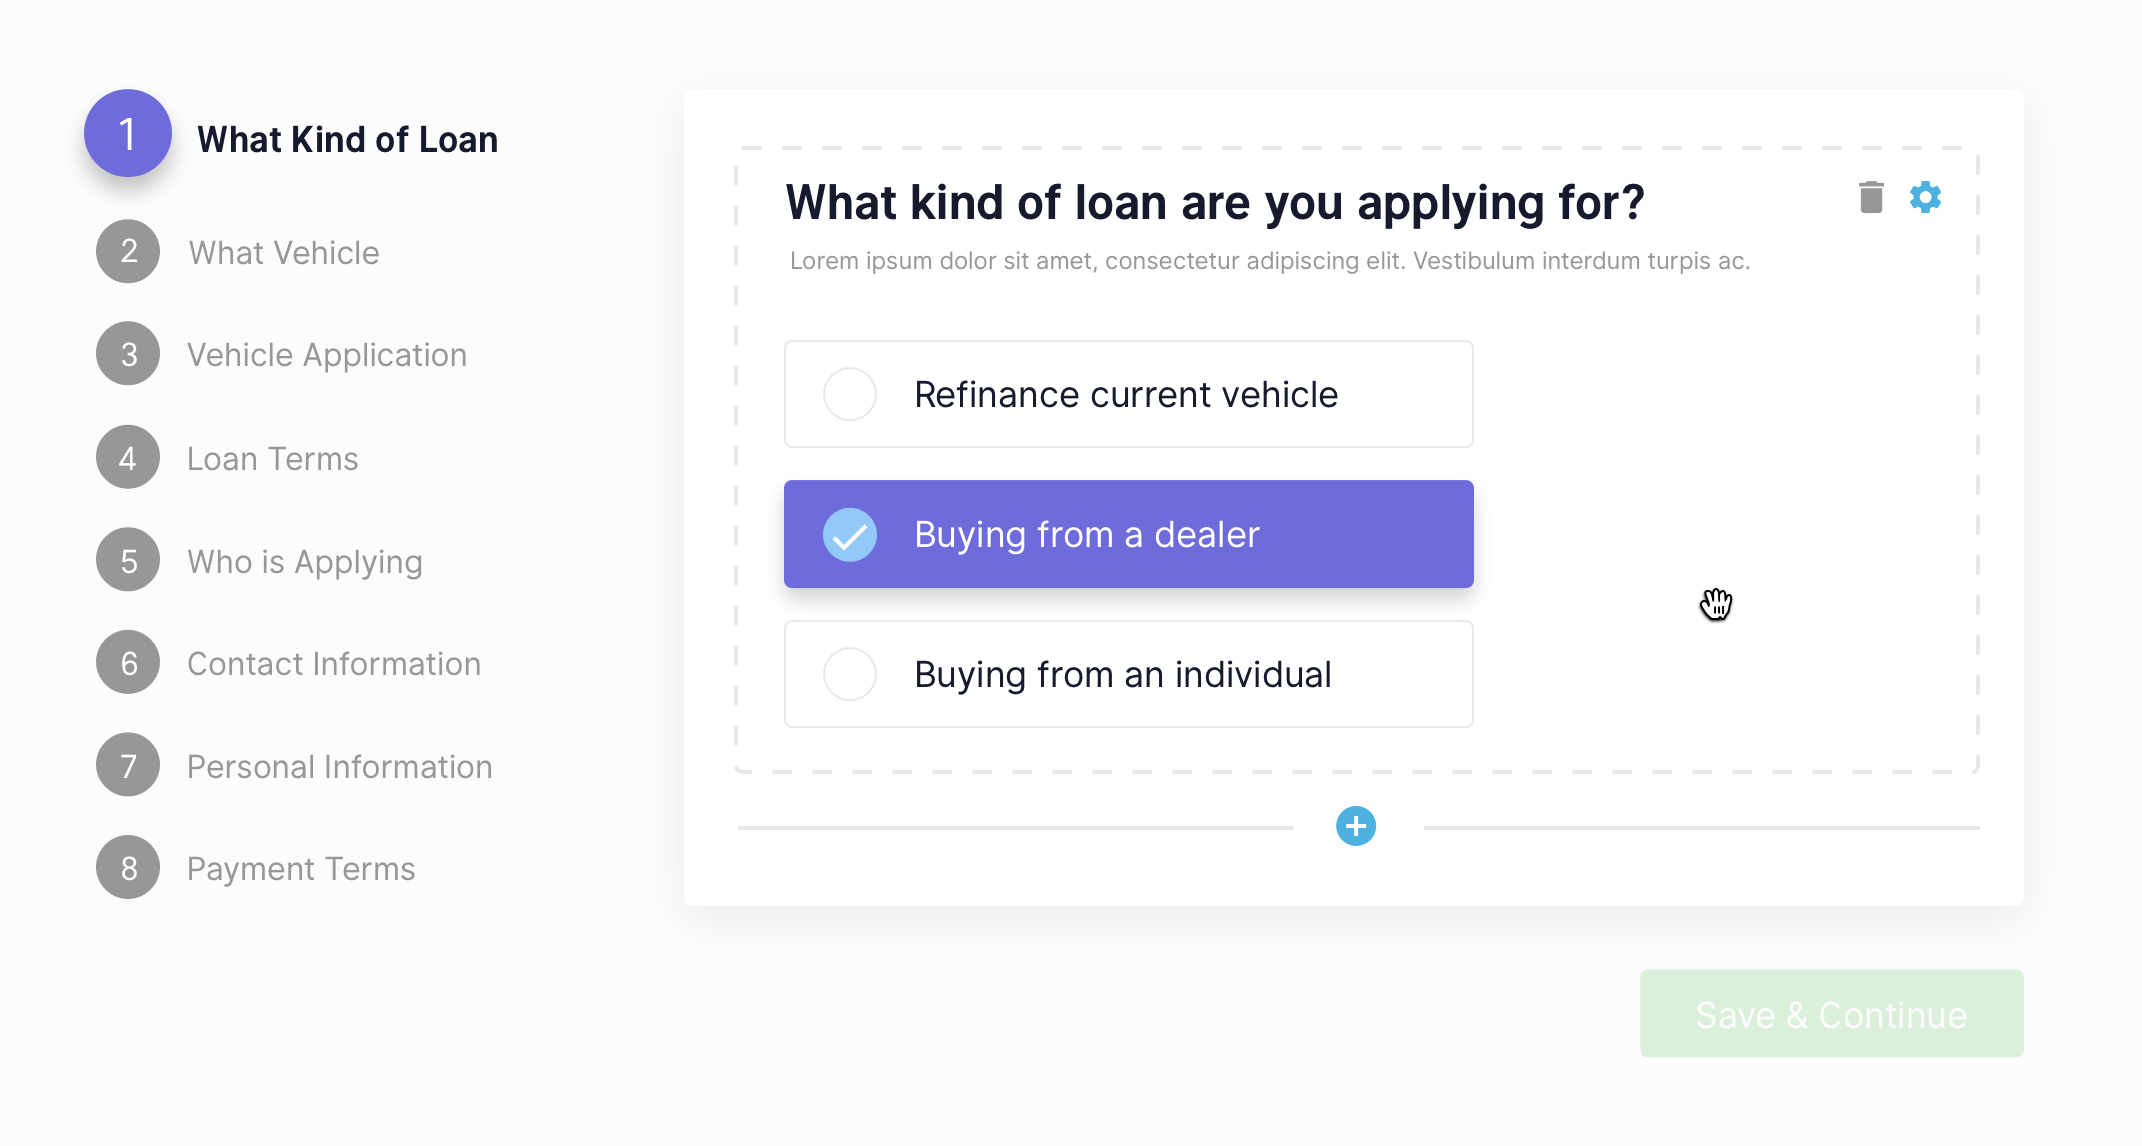 1
What Kind of Loan
2
What Vehicle
3
Vehicle Application
4
Loan Terms
5
Who is Applying
6
Contact Information
7
Personal Information
8
Payment Terms
What kind of loan are you applying for?
Lorem ipsum dolor sit amet, consectetur adipiscing elit. Vestibulum interdum turpis ac.
Refinance current vehicle
Buying from a dealer
Buying from an individual
Save & Continue